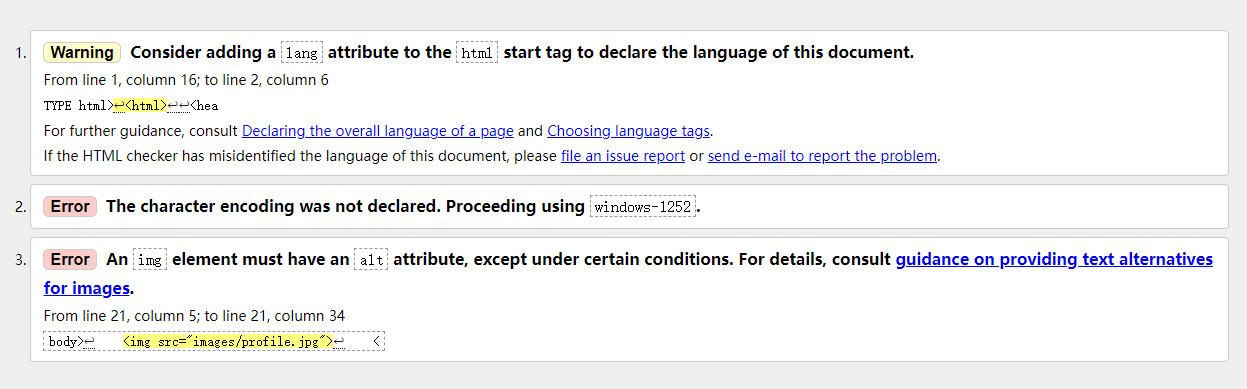 1. Warning Consider adding a lang attribute to the html start tag to declare the language of this document.
From line 1, column 16; to line 2, column 6
TYPE html>↩<html>↩↩<hea
For further guidance, consult Declaring the overall language of a page and Choosing language tags.
If the HTML checker has misidentified the language of this document, please file an issue report or send e-mail to report the problem.
2. Error The character encoding was not declared. Proceeding using windows-1252.
3. Error An img element must have an alt attribute, except under certain conditions. For details, consult guidance on providing text alternatives
for images.
From line 21, column 5; to line 21, column 34
body>↩    <img src="images/profile.jpg">↩    <